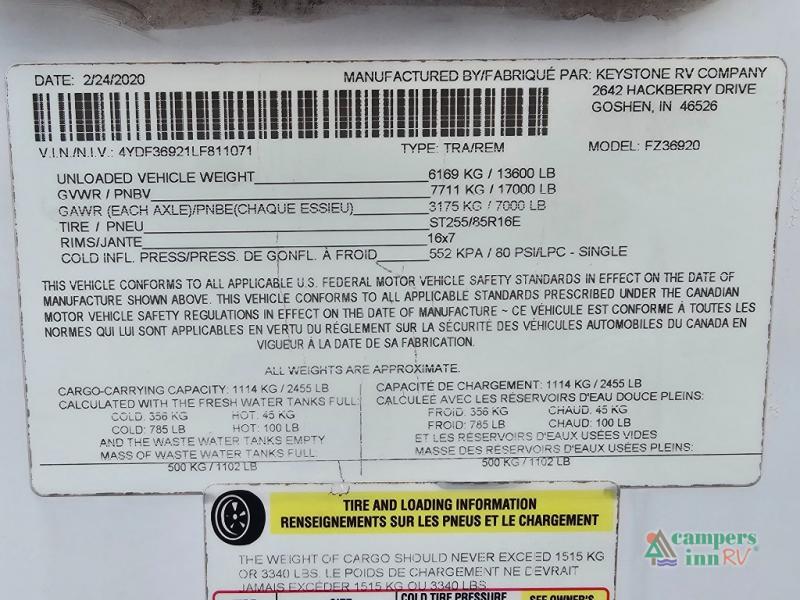 DATE: 2/24/2020 MANUFACTURED BY/FABRIQUÉ PAR: KEYSTONE RV COMPANY
2642 HACKBERRY DRIVE
GOSHEN, IN 46526
V.I.N./N.I.V.: 4YDF36921LF811071 TYPE: TRA/REM MODEL: FZ36920
UNLOADED VEHICLE WEIGHT 6169 KG / 13600 LB
GVWR / PNBV 7711 KG / 17000 LB
GAWR (EACH AXLE)/PNBE(CHAQUE ESSIEU) 3175 KG / 7000 LB
TIRE / PNEU ST255/85R16E
RIMS/JANTE 16x7
COLD INFL. PRESS/PRESS. DE GONFL. À FROID 552 KPA / 80 PSI/LPC - SINGLE
THIS VEHICLE CONFORMS TO ALL APPLICABLE U.S. FEDERAL MOTOR VEHICLE SAFETY STANDARDS IN EFFECT ON THE DATE OF
MANUFACTURE SHOWN ABOVE. THIS VEHICLE CONFORMS TO ALL APPLICABLE STANDARDS PRESCRIBED UNDER THE CANADIAN
MOTOR VEHICLE SAFETY REGULATIONS IN EFFECT ON THE DATE OF MANUFACTURE ~ CE VÉHICULE EST CONFORME À TOUTES LES
NORMES QUI LUI SONT APPLICABLES EN VERTU DU RÈGLEMENT SUR LA SÉCURITÉ DES VÉHICULES AUTOMOBILES DU CANADA EN
VIGUEUR À LA DATE DE SA FABRICATION.
ALL WEIGHTS ARE APPROXIMATE.
CARGO-CARRYING CAPACITY: 1114 KG / 2455 LB CAPACITÉ DE CHARGEMENT: 1114 KG / 2455 LB
CALCULATED WITH THE FRESH WATER TANKS FULL: CALCULÉE AVEC LES RÉSERVOIRS D'EAU DOUCE PLEINS:
COLD: 356 KG HOT: 45 KG FROID: 356 KG CHAUD: 45 KG
COLD: 785 LB HOT: 100 LB FROID: 785 LB CHAUD: 100 LB
AND THE WASTE WATER TANKS EMPTY ET LES RÉSERVOIRS D'EAUX USÉES VIDES
MASS OF WASTE WATER TANKS FULL: MASSE DES RÉSERVOIRS D'EAUX USÉES PLEINS:
500 KG / 1102 LB 500 KG / 1102 LB
TIRE AND LOADING INFORMATION
RENSEIGNEMENTS SUR LES PNEUS ET LE CHARGEMENT
THE WEIGHT OF CARGO SHOULD NEVER EXCEED 1515 KG
OR 3340 LBS. LE POIDS DE CHARGEMENT NE DEVRAIT
JAMAIS EXCÉDER 1515 KG OU 3340 LBS
COLD TIRE PRESSURE SEE OWNER'S
campers
inn RV